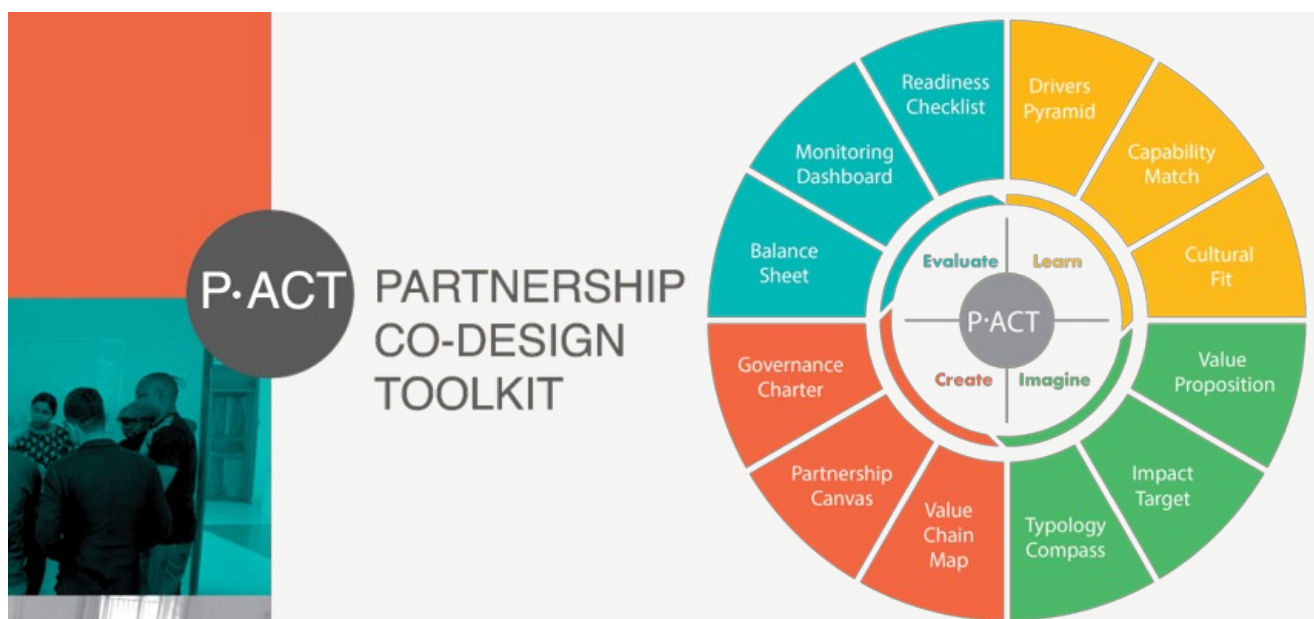 P·ACT
PARTNERSHIP
CO-DESIGN
TOOLKIT
Readiness
Checklist
Drivers
Pyramid
Capability
Match
Cultural
Fit
Value
Proposition
Impact
Target
Typology
Compass
Value
Chain
Map
Partnership
Canvas
Governance
Charter
Balance
Sheet
Monitoring
Dashboard
Evaluate
Learn
P·ACT
Create
Imagine